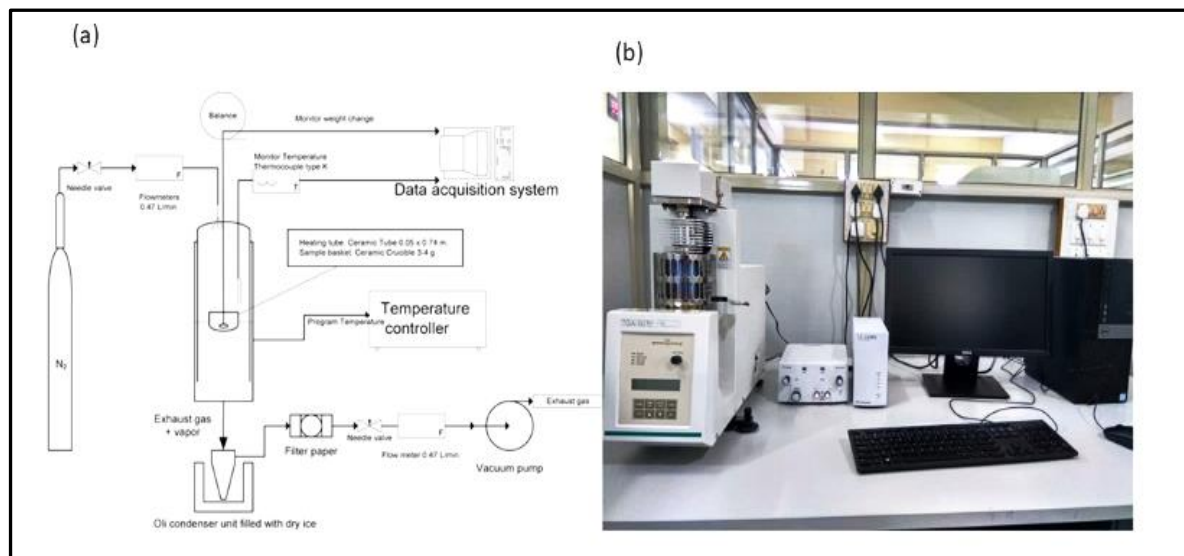 (a)
(b)
Balance
Monitor weight change
Monitor Temperature
Thermocouple type K
T
Data acquisition system
Needle valve
F
Flowmeters
0.47 L/min
Heating tube: Ceramic Tube 0.05 x 0.74 m.
Sample basket: Ceramic Crucible 3-4 g
Temperature
controller
Program Temperature
N2
Exhaust gas
+ vapor
Filter paper
Needle valve
F
Flow meter 0.47 L/min
Exhaust gas
Vacuum pump
Oli condenser unit filled with dry ice